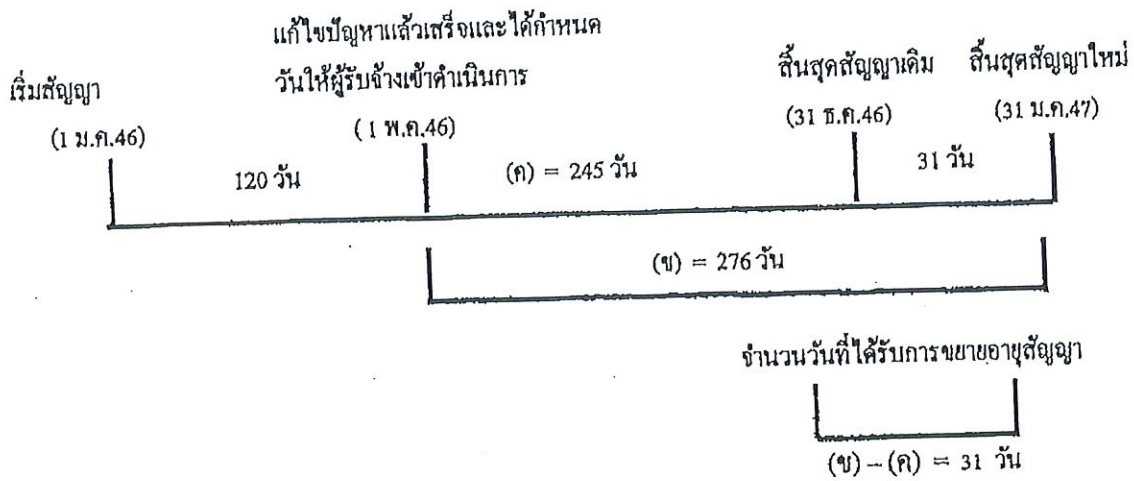 แก้ไขปัญหาแล้วเสร็จและได้กำหนด
วันให้ผู้รับจ้างเข้าดำเนินการ
เริ่มสัญญา
สิ้นสุดสัญญาเดิม
สิ้นสุดสัญญาใหม่
(1 ม.ค.46)
(1 พ.ค.46)
(31 ธ.ค.46)
(31 ม.ค.47)
120 วัน
(ค) = 245 วัน
31 วัน
(ข) = 276 วัน
จำนวนวันที่ได้รับการขยายอายุสัญญา
(ข) – (ค) = 31 วัน